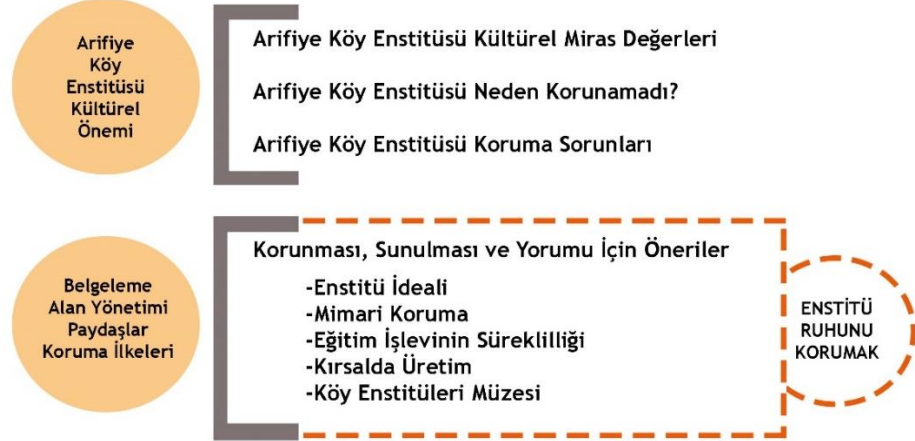 Arifiye
Köy
Enstitüsü
Kültürel
Önemi
Arifiye Köy Enstitüsü Kültürel Miras Değerleri
Arifiye Köy Enstitüsü Neden Korunamadı?
Arifiye Köy Enstitüsü Koruma Sorunları
Belgeleme
Alan Yönetimi
Paydaşlar
Koruma İlkeleri
Korunması, Sunulması ve Yorumu İçin Öneriler
-Enstitü İdeali
-Mimari Koruma
-Eğitim İşlevinin Süreklilliği
-Kırsalda Üretim
-Köy Enstitüleri Müzesi
ENSTİTÜ
RUHUNU
KORUMAK